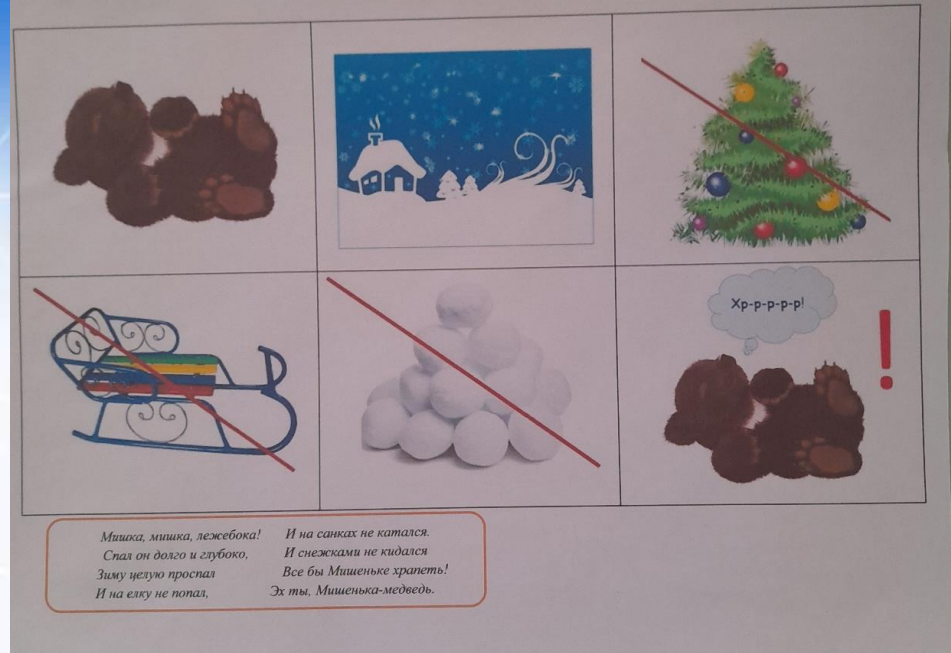 Хр-р-р-р-р!
!
Мишка, мишка, лежебока!
Спал он долго и глубоко,
Зиму целую проспал
И на елку не попал,
И на санках не катался.
И снежками не кидался
Все бы Мишеньке храпеть!
Эх ты, Мишенька-медведь.